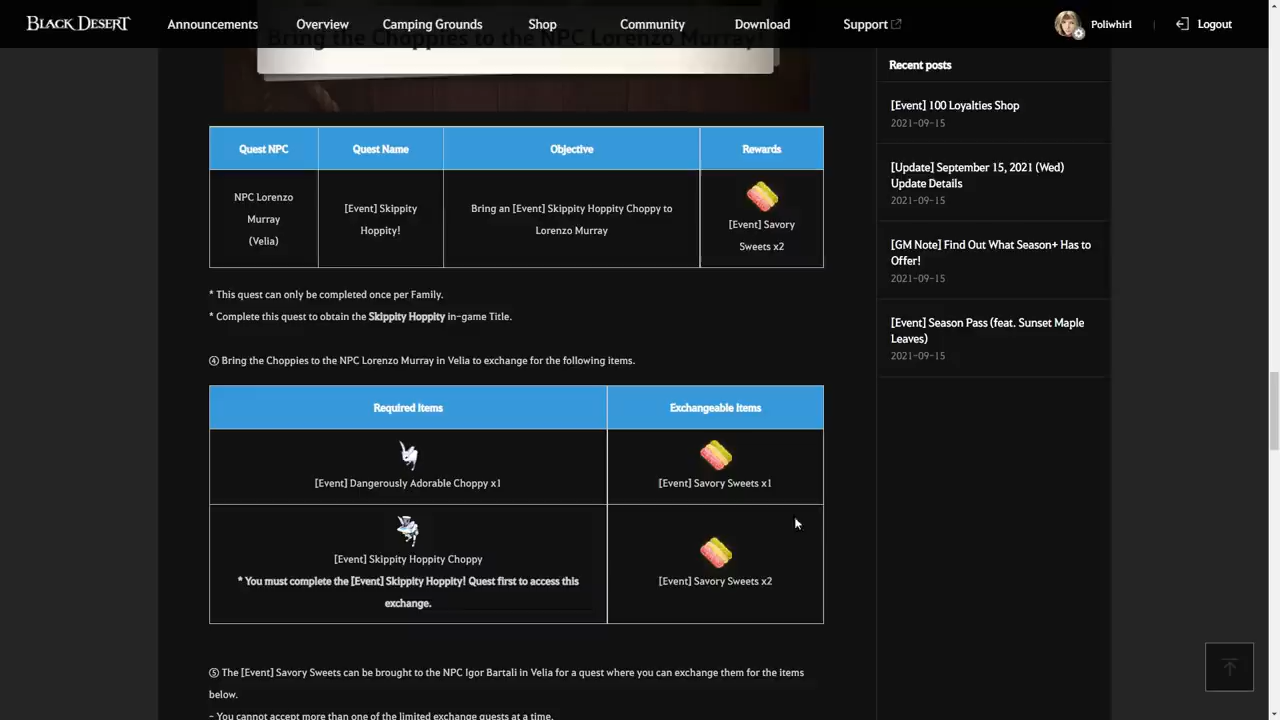 BLACK DESERT
Announcements
Overview
Camping Grounds
Shop
Community
Download
Support
Poliwhirl
Logout
Bring the Choppies to the NPC Lorenzo Murray!
Quest NPC
Quest Name
Objective
Rewards
NPC Lorenzo
Murray
(Velia)
[Event] Skippity
Hoppity!
Bring an [Event] Skippity Hoppity Choppy to
Lorenzo Murray
[Event] Savory
Sweets x2
* This quest can only be completed once per Family.
* Complete this quest to obtain the Skippity Hoppity in-game Title.
④ Bring the Choppies to the NPC Lorenzo Murray in Velia to exchange for the following items.
Required Items
Exchangeable Items
[Event] Dangerously Adorable Choppy x1
[Event] Savory Sweets x1
[Event] Skippity Hoppity Choppy
* You must complete the [Event] Skippity Hoppity! Quest first to access this
exchange.
[Event] Savory Sweets x2
⑤ The [Event] Savory Sweets can be brought to the NPC Igor Bartali in Velia for a quest where you can exchange them for the items
below.
- You cannot accept more than one of the limited exchange quests at a time.
Recent posts
[Event] 100 Loyalties Shop
2021-09-15
[Update] September 15, 2021 (Wed)
Update Details
2021-09-15
[GM Note] Find Out What Season+ Has to
Offer!
2021-09-15
[Event] Season Pass (feat. Sunset Maple
Leaves)
2021-09-15